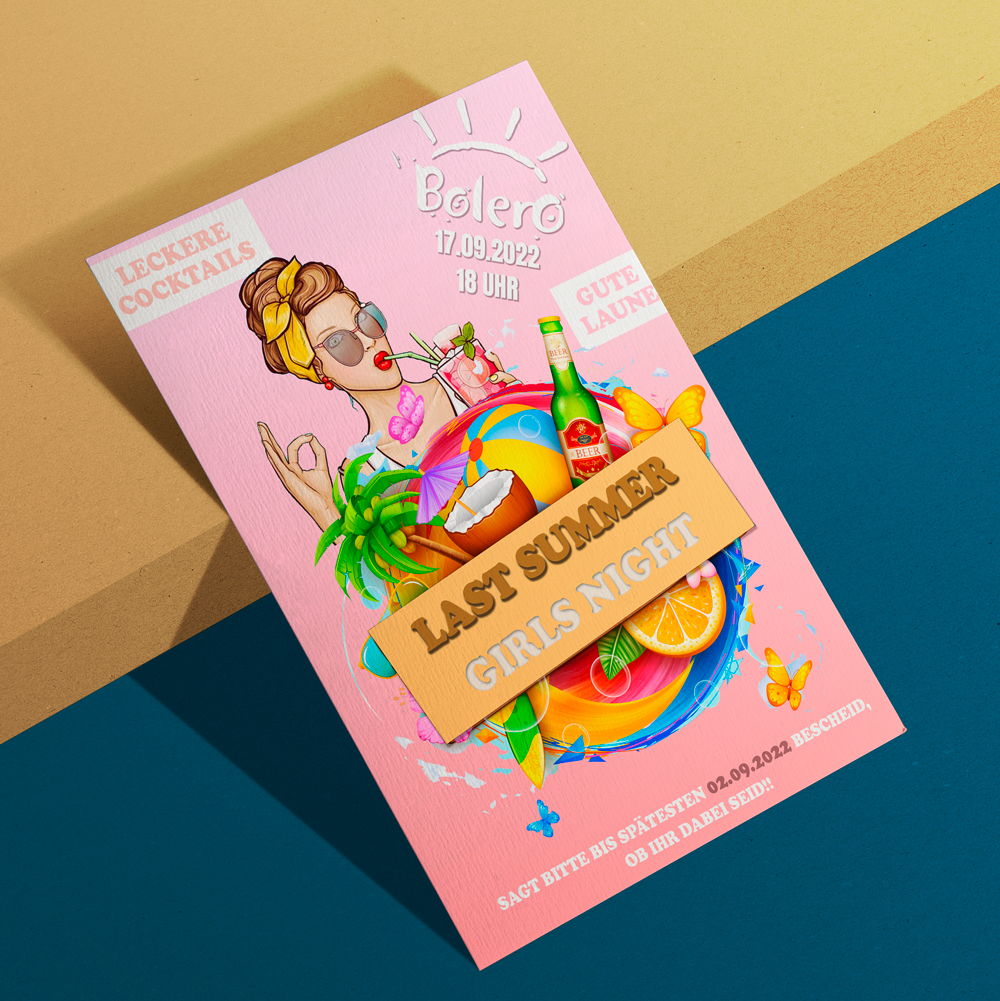 Bolero
17.09.2022
18 UHR
LECKERE
COCKTAILS
GUTE
LAUNE
BEER
BEER
LAST SUMMER
GIRLS NIGHT
SAGT BITTE BIS SPÄTESTEN 02.09.2022 BESCHEID,
OB IHR DABEI SEID!!